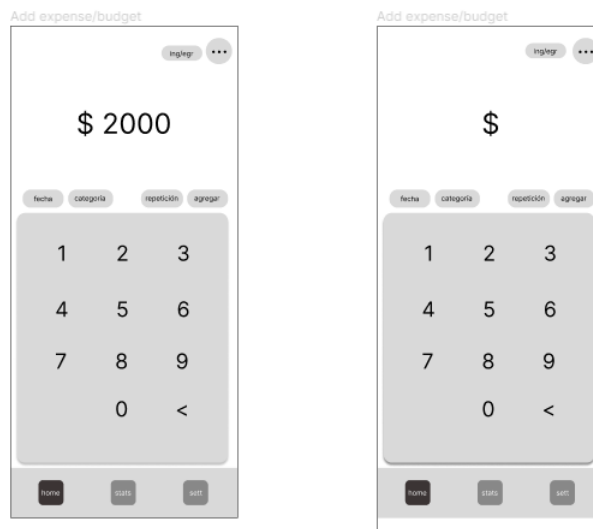 Add expense/budget
ing/egr ...
$ 2000
fecha categoría repetición agregar
1 2 3
4 5 6
7 8 9
0 <
home stats sett
Add expense/budget
ing/egr ...
$
fecha categoría repetición agregar
1 2 3
4 5 6
7 8 9
0 <
home stats sett